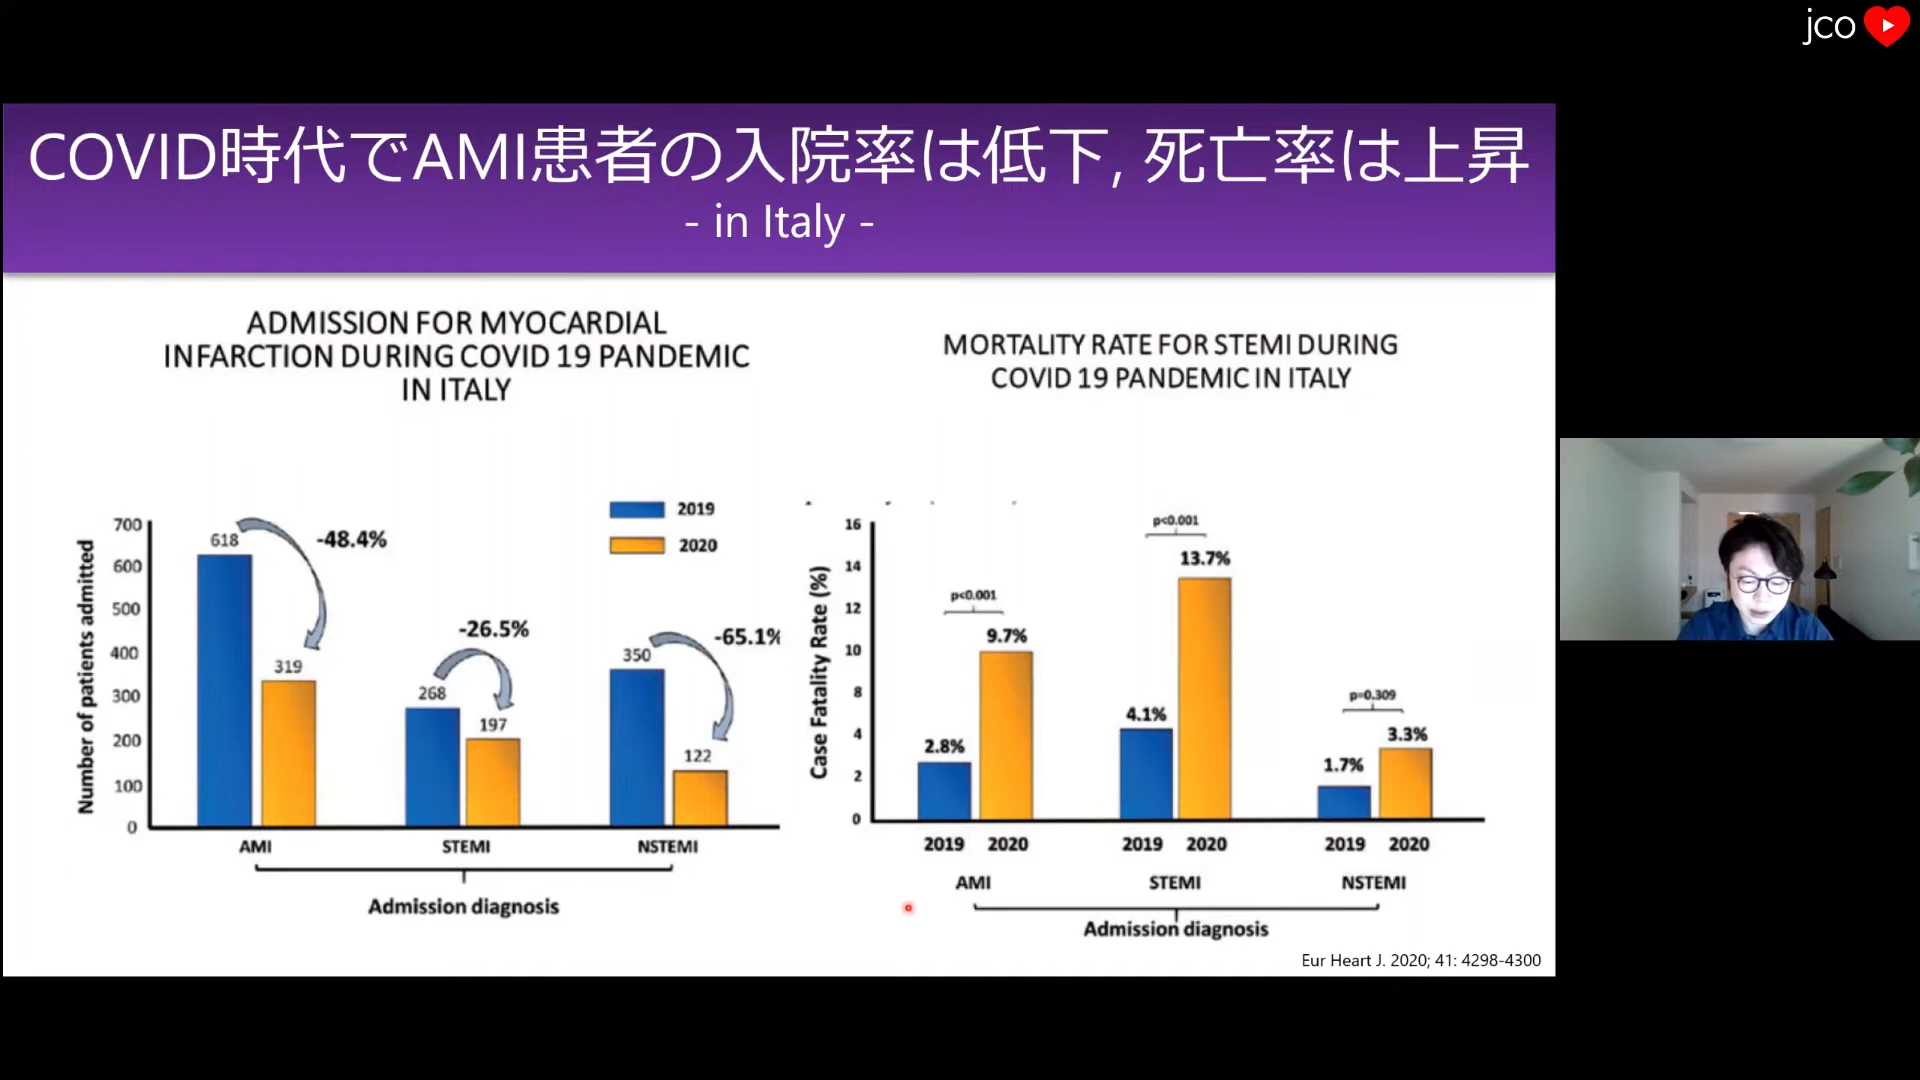 jco
COVID時代でAMI患者の入院率は低下, 死亡率は上昇
- in Italy -
ADMISSION FOR MYOCARDIAL
INFARCTION DURING COVID 19 PANDEMIC
IN ITALY
Number of patients admitted
700
600
500
400
300
200
100
0
618
319
-48.4%
268
197
-26.5%
350
122
-65.1%
2019
2020
AMI
STEMI
NSTEMI
Admission diagnosis
MORTALITY RATE FOR STEMI DURING
COVID 19 PANDEMIC IN ITALY
Case Fatality Rate (%)
16
14
12
10
8
6
4
2
0
p<0.001
2.8%
9.7%
p<0.001
4.1%
13.7%
p=0.309
1.7%
3.3%
2019 2020
2019 2020
2019 2020
AMI
STEMI
NSTEMI
Admission diagnosis
Eur Heart J. 2020; 41: 4298-4300